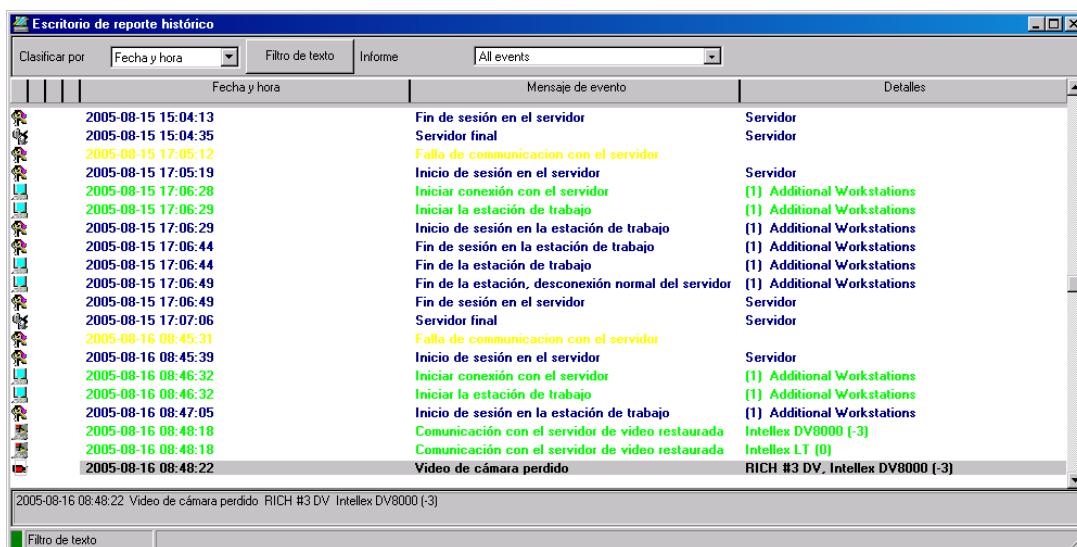 Escritorio de reporte histórico
Clasificar por Fecha y hora Filtro de texto Informe All events
Fecha y hora Mensaje de evento Detalles
2005-08-15 15:04:13 Fin de sesión en el servidor Servidor
2005-08-15 15:04:35 Servidor final Servidor
2005-08-15 17:05:12 Falla de communicacion con el servidor
2005-08-15 17:05:19 Inicio de sesión en el servidor Servidor
2005-08-15 17:06:28 Iniciar conexión con el servidor (1) Additional Workstations
2005-08-15 17:06:29 Iniciar la estación de trabajo (1) Additional Workstations
2005-08-15 17:06:29 Inicio de sesión en la estación de trabajo (1) Additional Workstations
2005-08-15 17:06:44 Fin de sesión en la estación de trabajo (1) Additional Workstations
2005-08-15 17:06:44 Fin de la estación de trabajo (1) Additional Workstations
2005-08-15 17:06:49 Fin de la estación, desconexión normal del servidor (1) Additional Workstations
2005-08-15 17:06:49 Fin de sesión en el servidor Servidor
2005-08-15 17:07:06 Servidor final Servidor
2005-08-16 08:45:31 Falla de communicacion con el servidor
2005-08-16 08:45:39 Inicio de sesión en el servidor Servidor
2005-08-16 08:46:32 Iniciar conexión con el servidor (1) Additional Workstations
2005-08-16 08:46:32 Iniciar la estación de trabajo (1) Additional Workstations
2005-08-16 08:47:05 Inicio de sesión en la estación de trabajo (1) Additional Workstations
2005-08-16 08:48:18 Comunicación con el servidor de video restaurada Intellex DV8000 (-3)
2005-08-16 08:48:18 Comunicación con el servidor de video restaurada Intellex LT (0)
2005-08-16 08:48:22 Video de cámara perdido RICH #3 DV, Intellex DV8000 (-3)
2005-08-16 08:48:22 Video de cámara perdido RICH #3 DV Intellex DV8000 (-3)
Filtro de texto